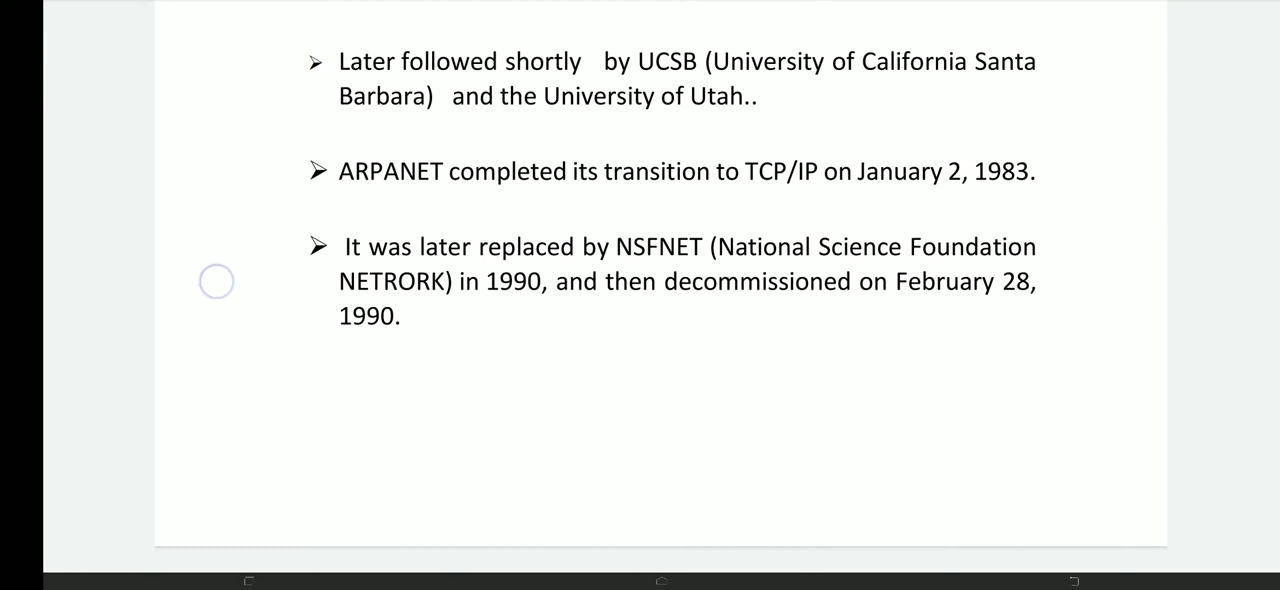 ➢ Later followed shortly by UCSB (University of California Santa
Barbara) and the University of Utah..
➢ ARPANET completed its transition to TCP/IP on January 2, 1983.
➢ It was later replaced by NSFNET (National Science Foundation
NETRORK) in 1990, and then decommissioned on February 28,
1990.